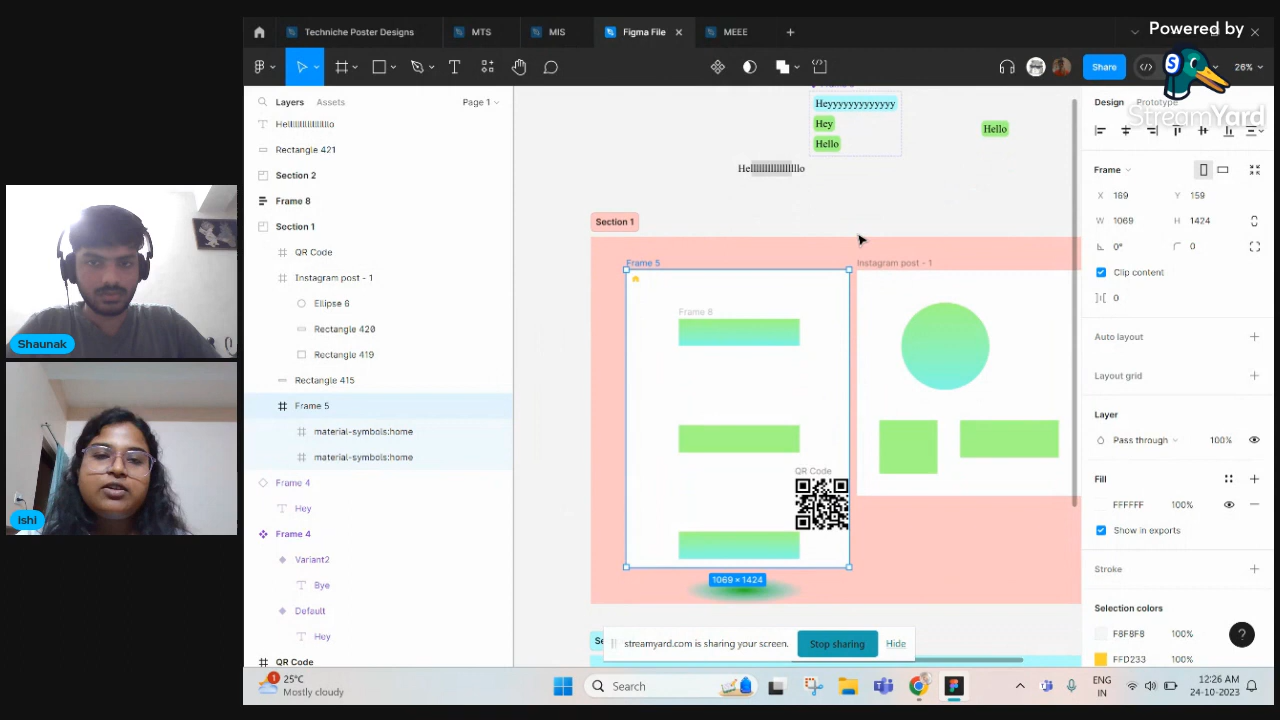 Techniche Poster Designs
MTS
MIS
Figma File
MEEE
Powered by
StreamYard
Share
26%
Layers
Assets
Page 1
Helllllllllllllllllo
Rectangle 421
Section 2
Frame 8
Section 1
QR Code
Instagram post - 1
Ellipse 6
Rectangle 420
Rectangle 419
Rectangle 415
Frame 5
material-symbols:home
material-symbols:home
Frame 4
Hey
Frame 4
Variant2
Bye
Default
Hey
QR Code
Heyyyyyyyyyyyyy
Hey
Hello
Hello
Helllllllllllllllllo
Section 1
Frame 5
Instagram post - 1
Frame 6
QR Code
1069 × 1424
Se
streamyard.com is sharing your screen.
Stop sharing
Hide
Design
Prototype
Frame
X 169
Y 159
W 1069
H 1424
0°
0
Clip content
0
Auto layout
Layout grid
Layer
Pass through
100%
Fill
FFFFFF
100%
Show in exports
Stroke
Selection colors
F8F8F8
100%
FFD233
100%
?
Shaunak
Ishi
1
25°C
Mostly cloudy
Search
ENG
IN
12:26 AM
24-10-2023